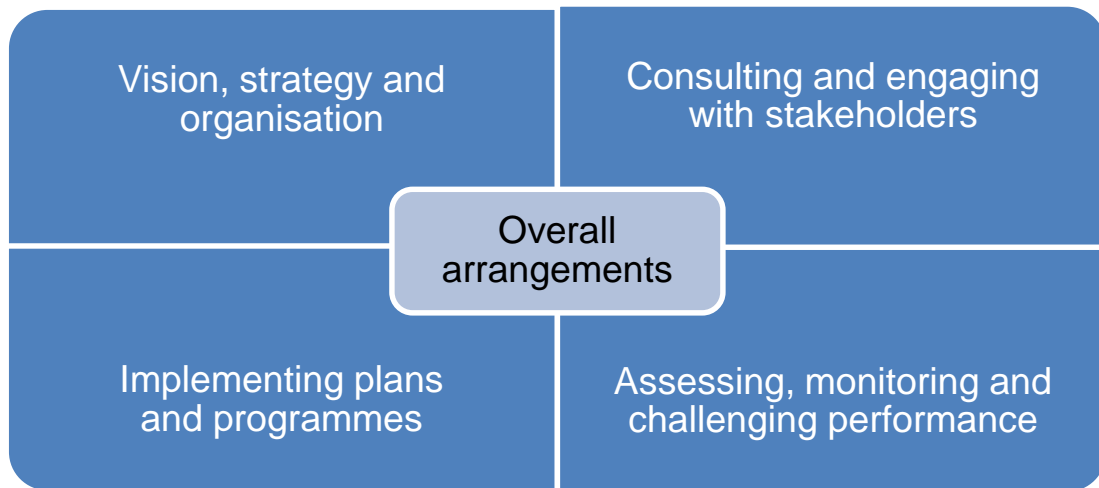 Vision, strategy and
organisation
Consulting and engaging
with stakeholders
Overall
arrangements
Implementing plans
and programmes
Assessing, monitoring and
challenging performance